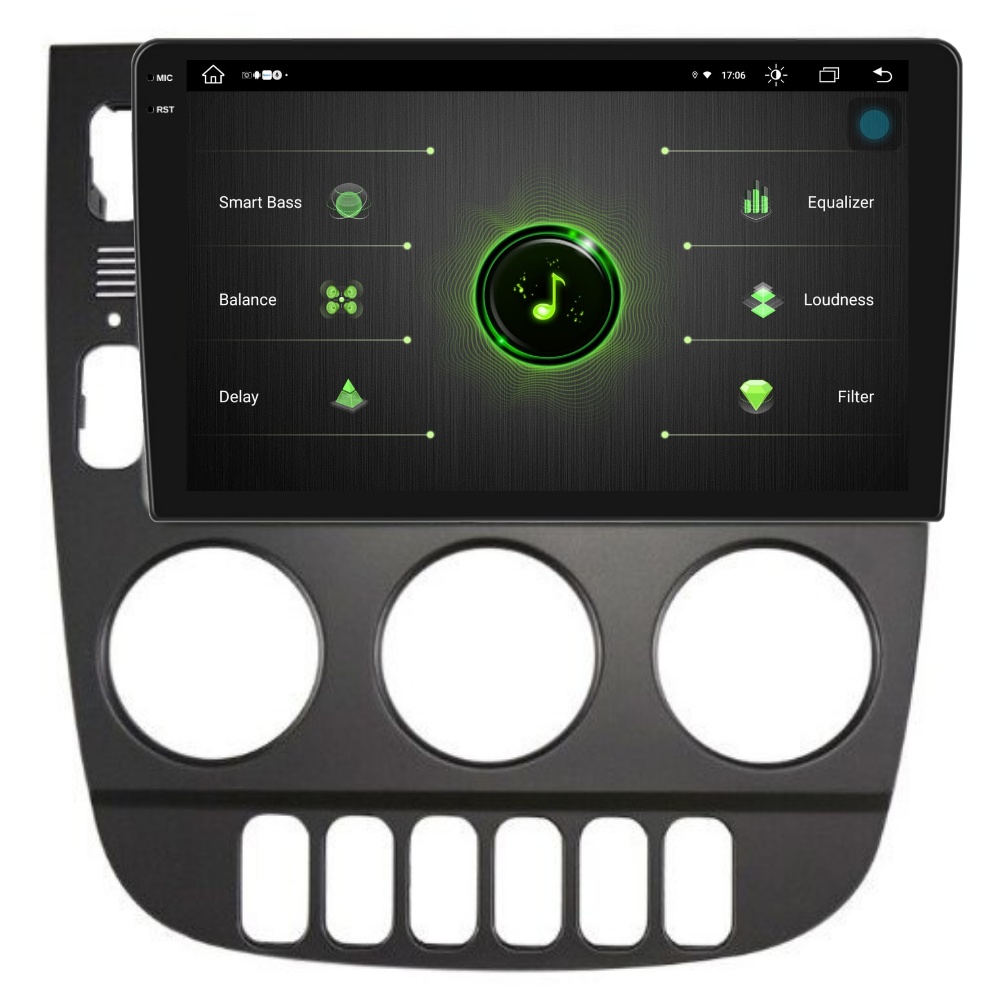 MIC
17:06
RST
Smart Bass
Equalizer
Balance
Loudness
Delay
Filter